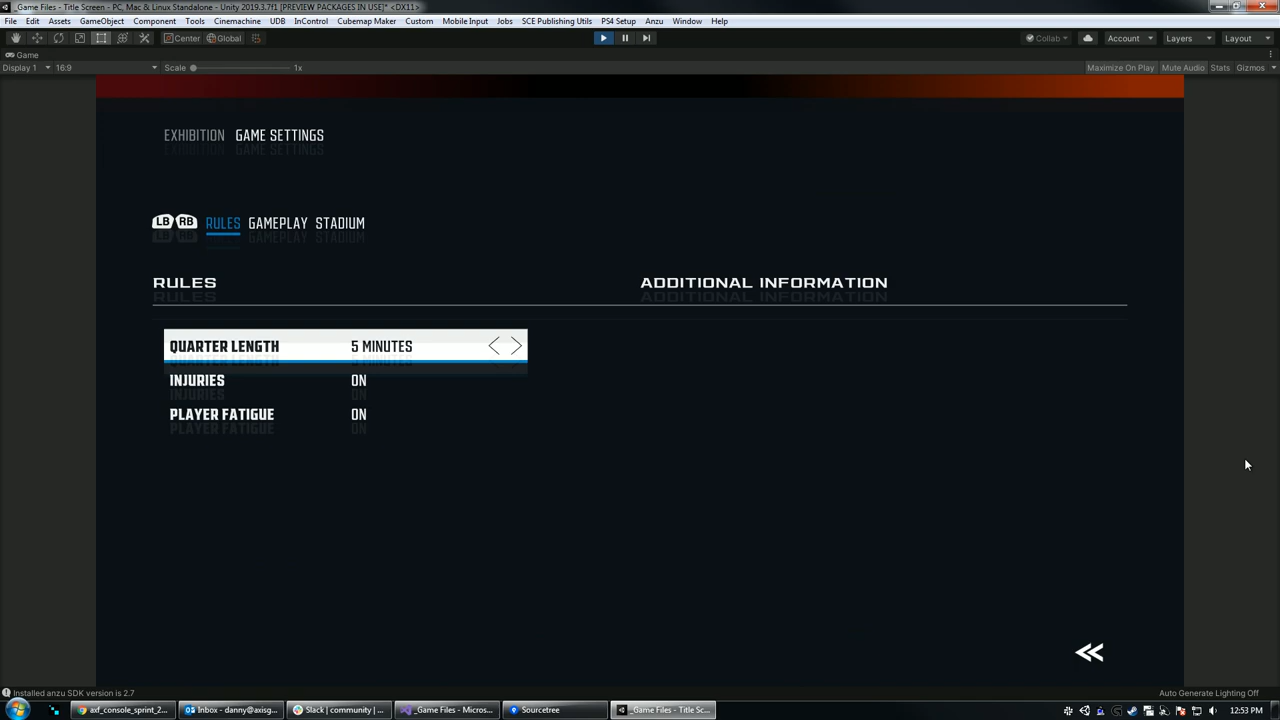 _Game Files - Title Screen - PC, Mac & Linux Standalone - Unity 2019.3.7f1 [PREVIEW PACKAGES IN USE]* <DX11>
File Edit Assets GameObject Component Tools Cinemachine UDB InControl Cubemap Maker Custom Mobile Input Jobs SCE Publishing Utils PS4 Setup Anzu Window Help
Center Global Collab Account Layers Layout
Game
Display 1 16:9 Scale 1x Maximize On Play Mute Audio Stats Gizmos
EXHIBITION GAME SETTINGS
LB RB RULES GAMEPLAY STADIUM
RULES ADDITIONAL INFORMATION
QUARTER LENGTH 5 MINUTES
INJURIES ON
PLAYER FATIGUE ON
Installed anzu SDK version is 2.7 Auto Generate Lighting Off
axf_console_sprint_2... Inbox - danny@axisg... Slack | community | ... _Game Files - Micros... Sourcetree _Game Files - Title Sc... 12:53 PM